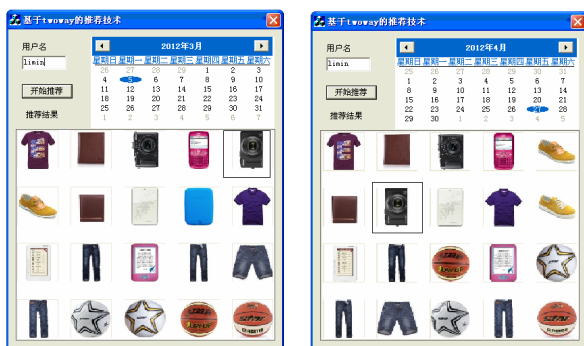 基于twoway的推荐技术
用户名
limin
开始推荐
推荐结果
2012年3月
星期日 星期一 星期二 星期三 星期四 星期五 星期六
26 27 28 29 1 2 3
4 5 6 7 8 9 10
11 12 13 14 15 16 17
18 19 20 21 22 23 24
25 26 27 28 29 30 31
1 2 3 4 5 6 7
基于twoway的推荐技术
用户名
limin
开始推荐
推荐结果
2012年4月
星期日 星期一 星期二 星期三 星期四 星期五 星期六
25 26 27 28 29 30 31
1 2 3 4 5 6 7
8 9 10 11 12 13 14
15 16 17 18 19 20 21
22 23 24 25 26 27 28
29 30 1 2 3 4 5